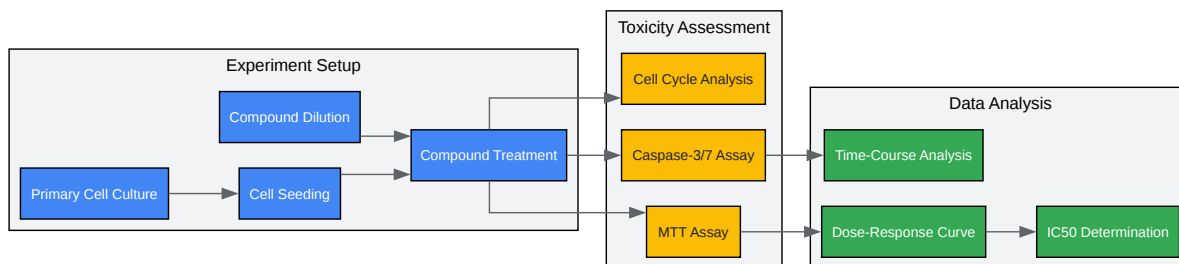 Experiment Setup
Compound Dilution
Primary Cell Culture
Cell Seeding
Compound Treatment
Toxicity Assessment
Cell Cycle Analysis
Caspase-3/7 Assay
MTT Assay
Data Analysis
Time-Course Analysis
Dose-Response Curve
IC50 Determination